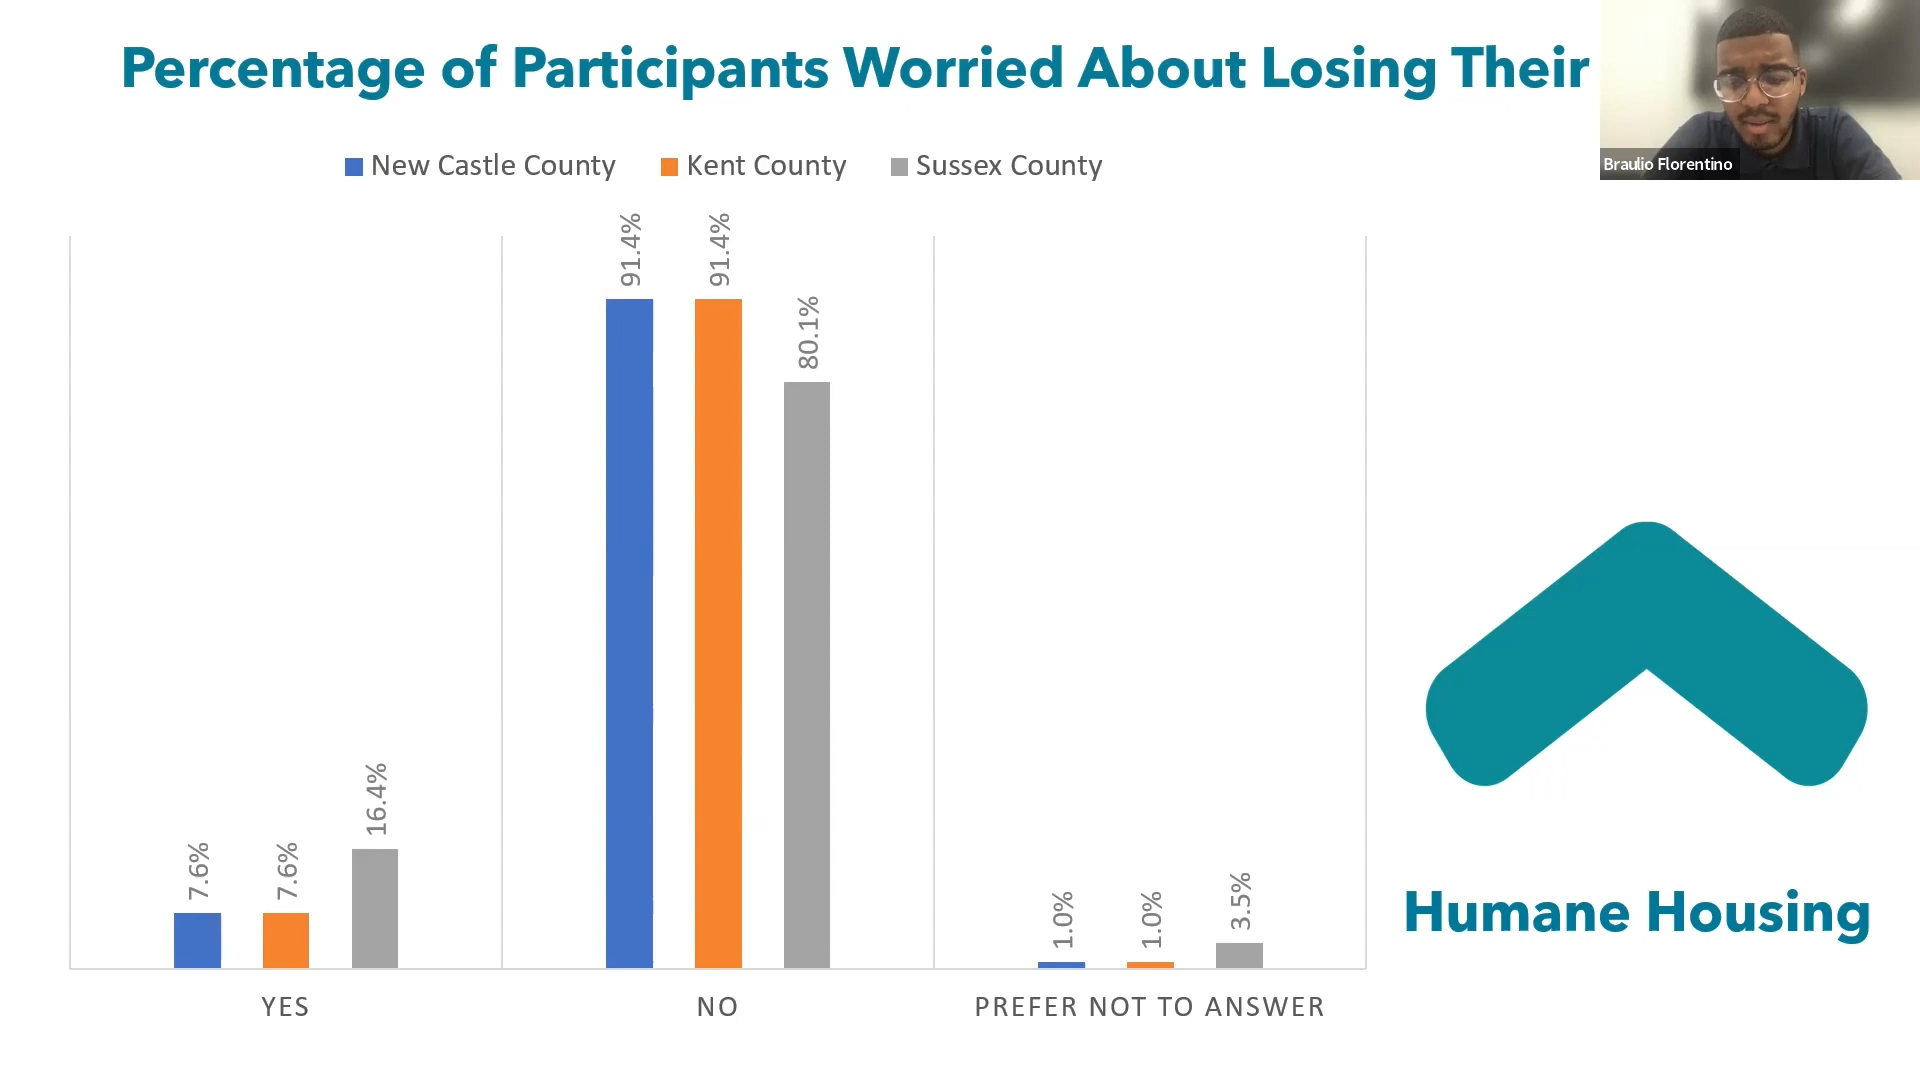 Percentage of Participants Worried About Losing Their
Braulio Florentino
New Castle County
Kent County
Sussex County
7.6%
7.6%
16.4%
91.4%
91.4%
80.1%
1.0%
1.0%
3.5%
YES
NO
PREFER NOT TO ANSWER
Humane Housing